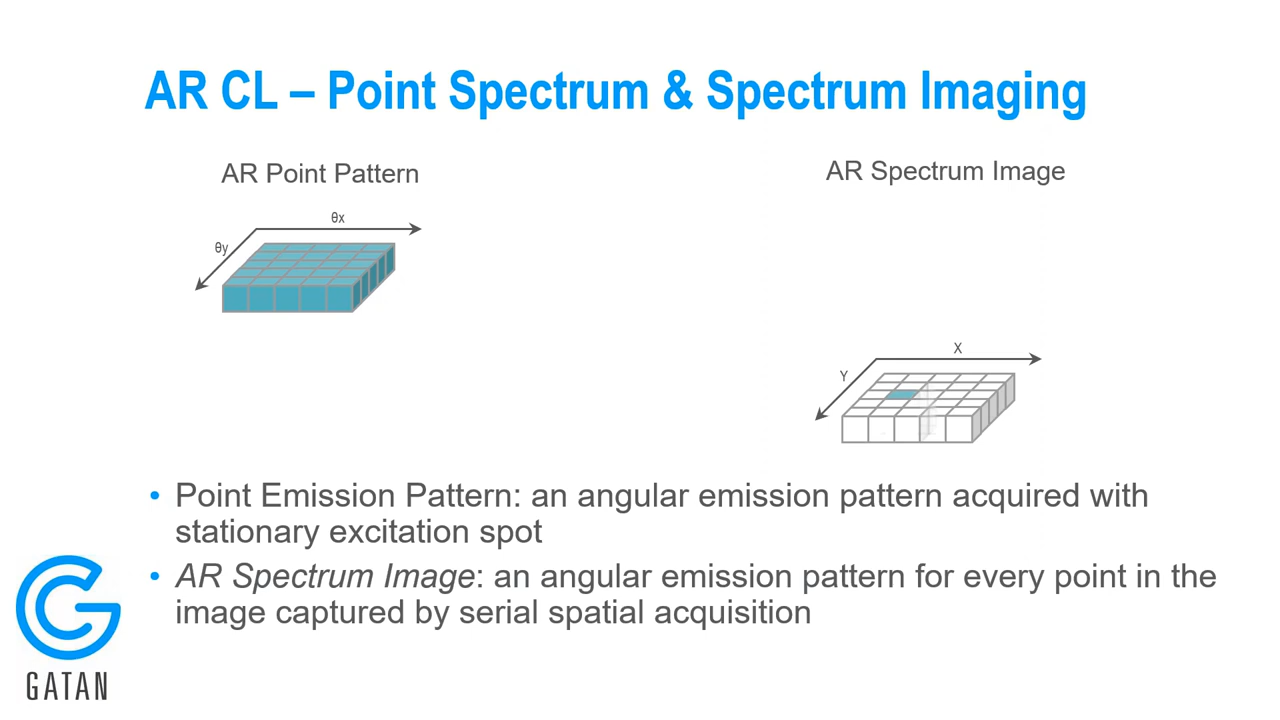 AR CL – Point Spectrum & Spectrum Imaging
AR Point Pattern
AR Spectrum Image
θx
θy
X
Y
• Point Emission Pattern: an angular emission pattern acquired with
stationary excitation spot
• AR Spectrum Image: an angular emission pattern for every point in the
image captured by serial spatial acquisition
GATAN